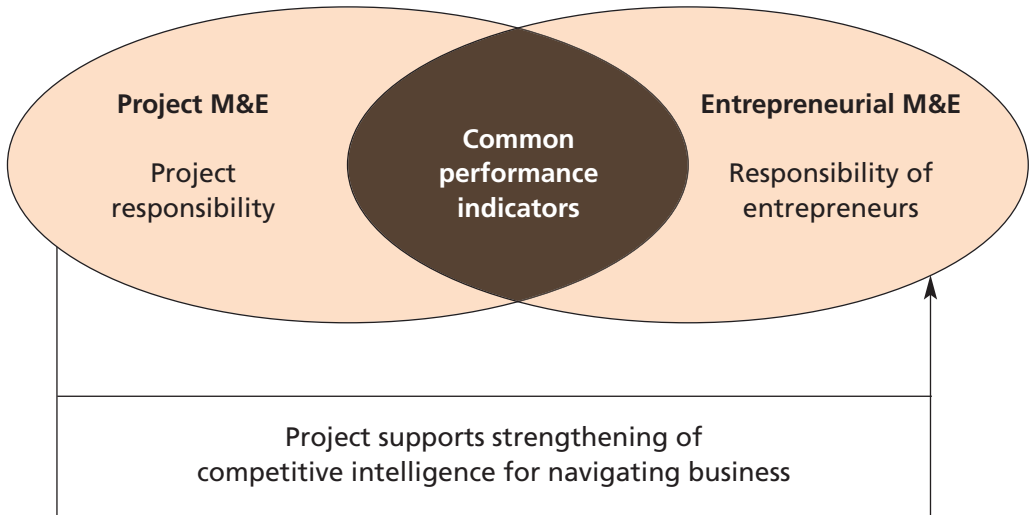 Project M&E
Project
responsibility
Common
performance
indicators
Entrepreneurial M&E
Responsibility of
entrepreneurs
Project supports strengthening of
competitive intelligence for navigating business